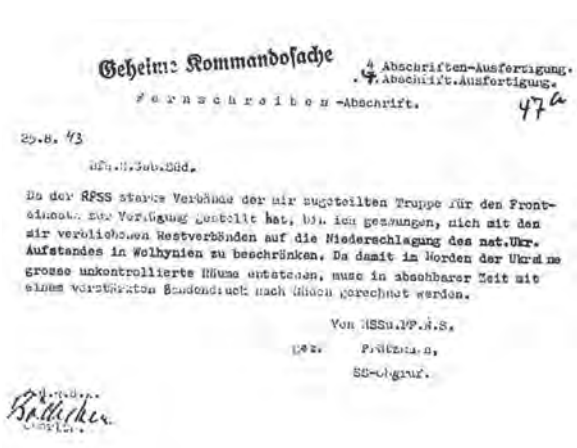 Geheime Kommandosache
4 Abschriften-Ausfertigung.
4. Abschrift.Ausfertigung.
47a
Fernschreiben-Abschrift.
25.8. 43
Da der RFSS starke Verbände der mir zugeteilten Truppe für den Front-
einsatz zur Verfügung gestellt hat, bin ich gezwungen, mich mit den
mir verbliebenen Restverbänden auf die Niederschlagung des nat.Ukr.
Aufstandes in Wolhynien zu beschränken. Da damit im Norden der Ukraine
grosse unkontrollierte Räume entstehen, muss in absehbarer Zeit mit
einem verstärkten Bandendruck nach Süden gerechnet werden.
Von HSSu.PF.R.S.
gez. Prützmann,
SS-Obgruf.